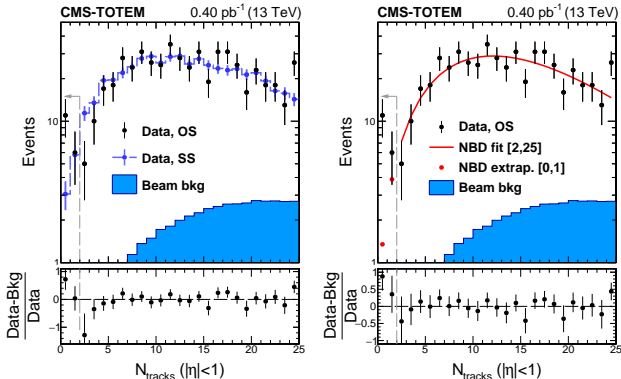 CMS-TOTEM 0.40 pb⁻¹ (13 TeV)
Events
10
1
Data, OS
Data, SS
Beam bkg
Data-Bkg
Data
1
0
−1
0 5 10 15 20 25
N_tracks (|η|<1)
CMS-TOTEM 0.40 pb⁻¹ (13 TeV)
Events
10
1
Data, OS
NBD fit [2,25]
NBD extrap. [0,1]
Beam bkg
Data-Bkg
Data
1
0.5
0
−0.5
−1
0 5 10 15 20 25
N_tracks (|η|<1)